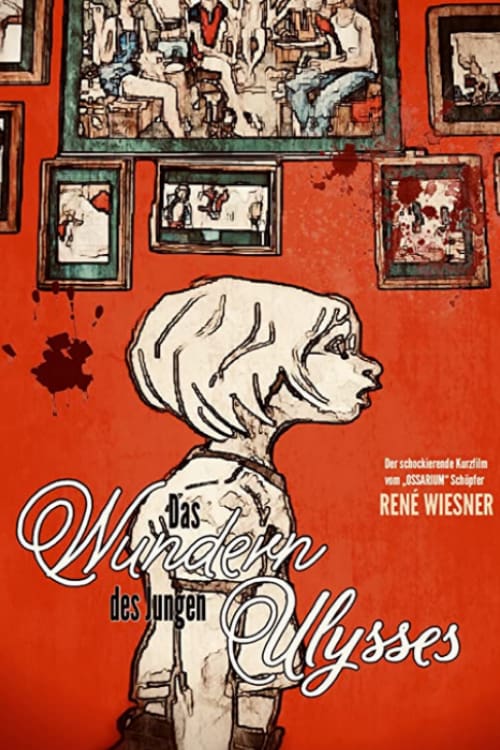 Der schockierende Kurzfilm
vom „OSSARIUM“ Schöpfer
RENÉ WIESNER
Das
Wundern
des Jungen
Ulysses